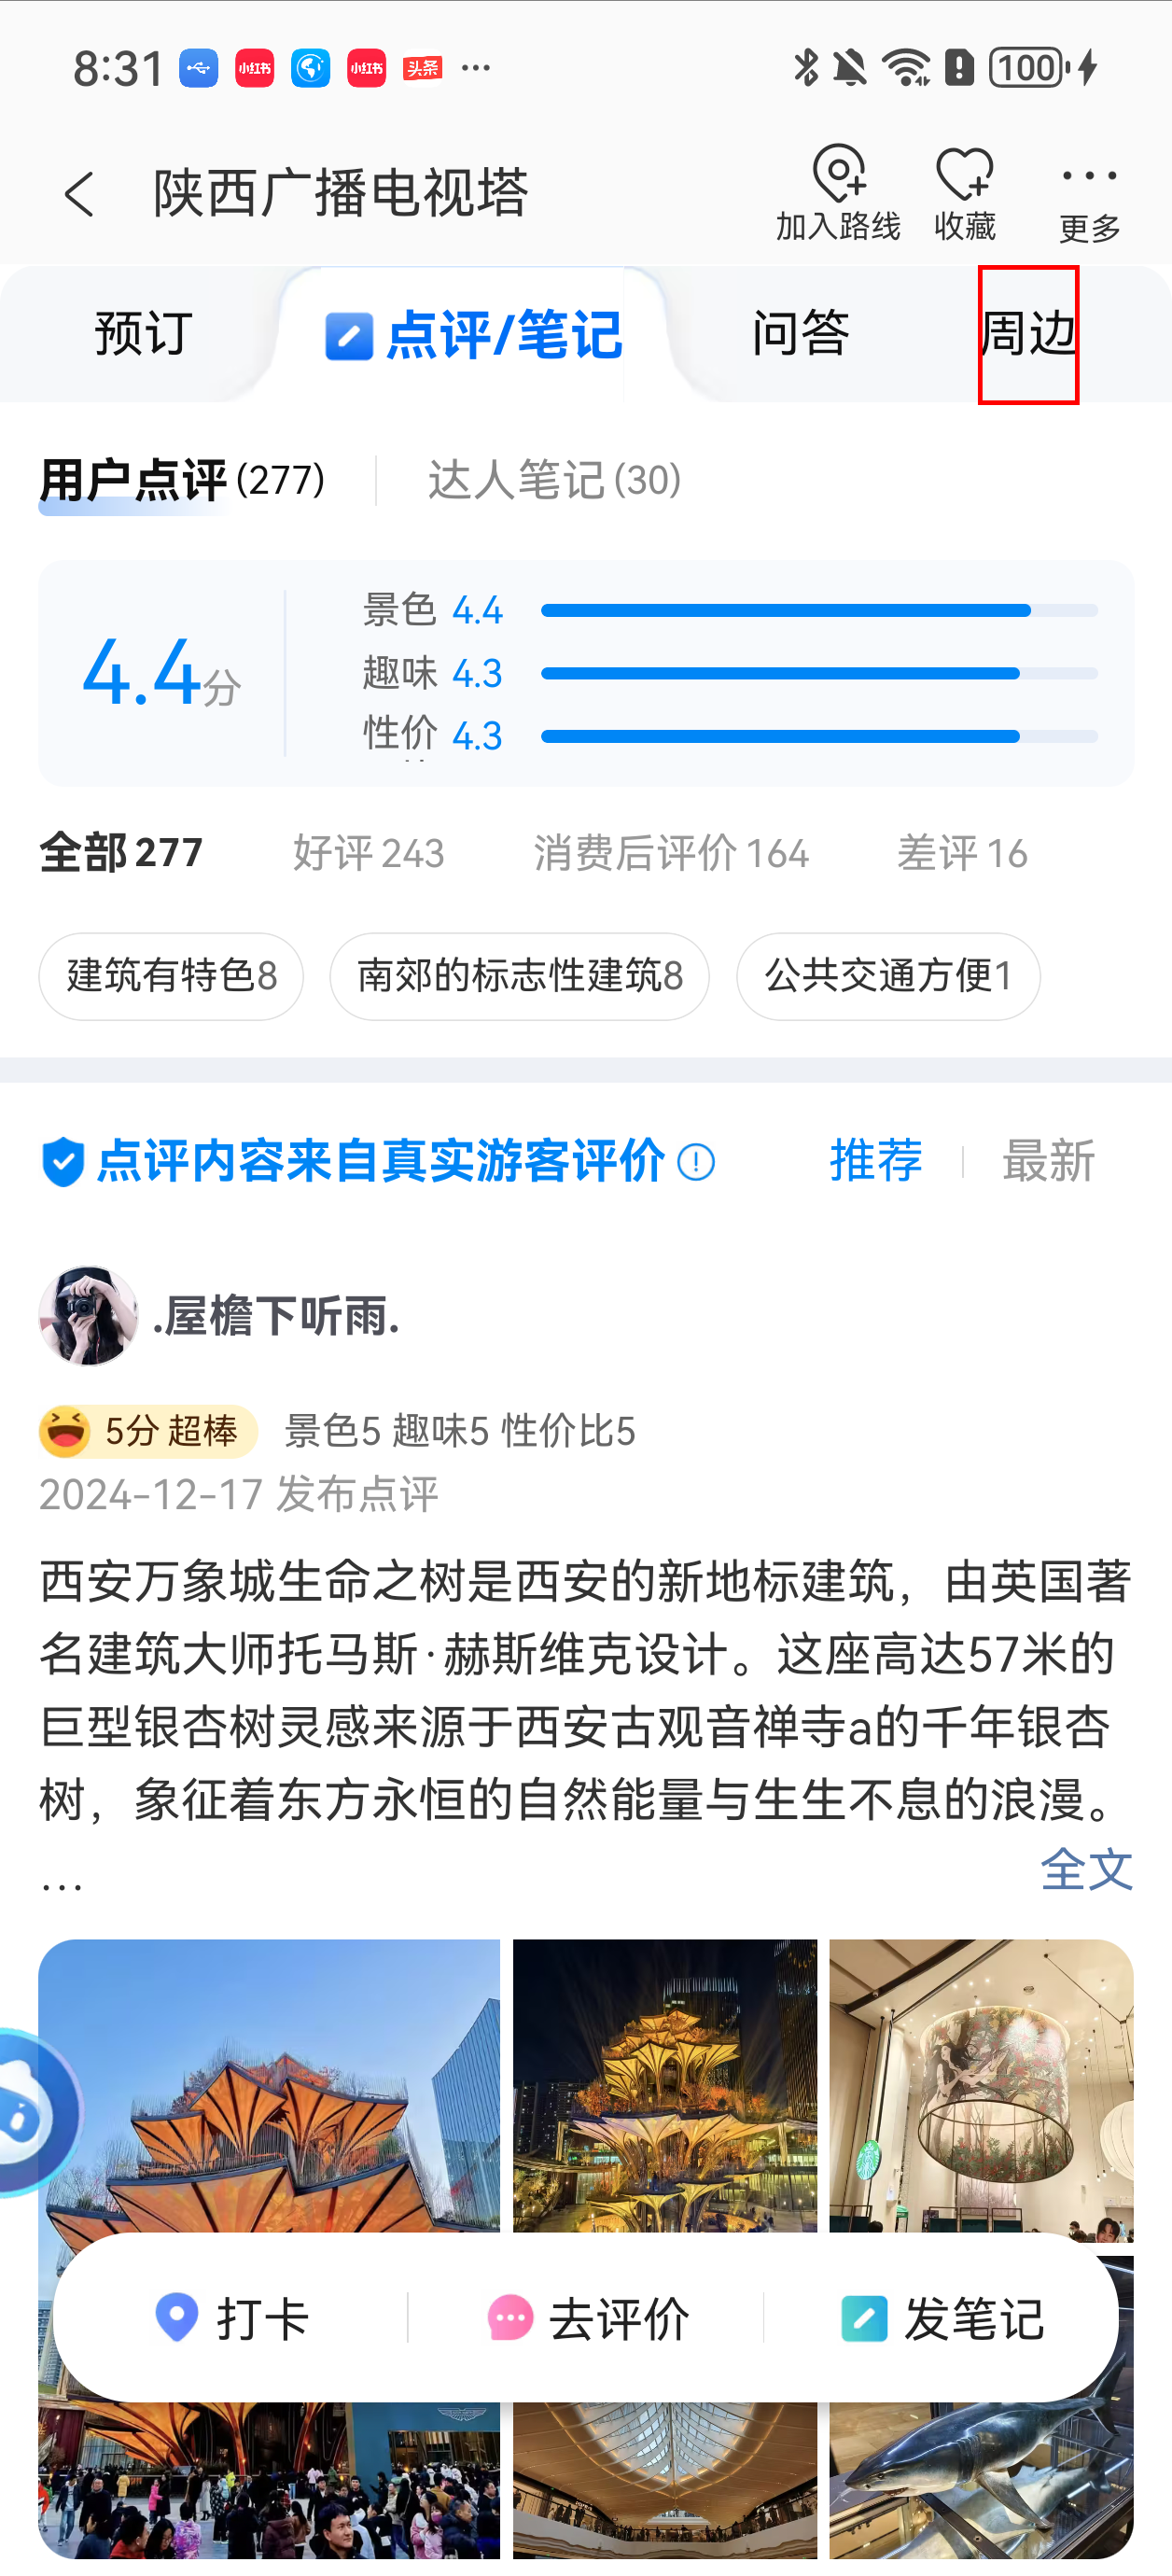 8:31 小红书 小红书 头条 ··· 100
陕西广播电视塔
加入路线 收藏 更多
预订 点评/笔记 问答 周边
用户点评(277) 达人笔记(30)
4.4分
景色 4.4
趣味 4.3
性价 4.3
全部 277 好评 243 消费后评价 164 差评 16
建筑有特色8 南郊的标志性建筑8 公共交通方便1
点评内容来自真实游客评价 推荐 最新
.屋檐下听雨.
5分 超棒 景色5 趣味5 性价比5
2024-12-17 发布点评
西安万象城生命之树是西安的新地标建筑，由英国著
名建筑大师托马斯·赫斯维克设计。这座高达57米的
巨型银杏树灵感来源于西安古观音禅寺a的千年银杏
树，象征着东方永恒的自然能量与生生不息的浪漫。
... 全文
打卡 去评价 发笔记